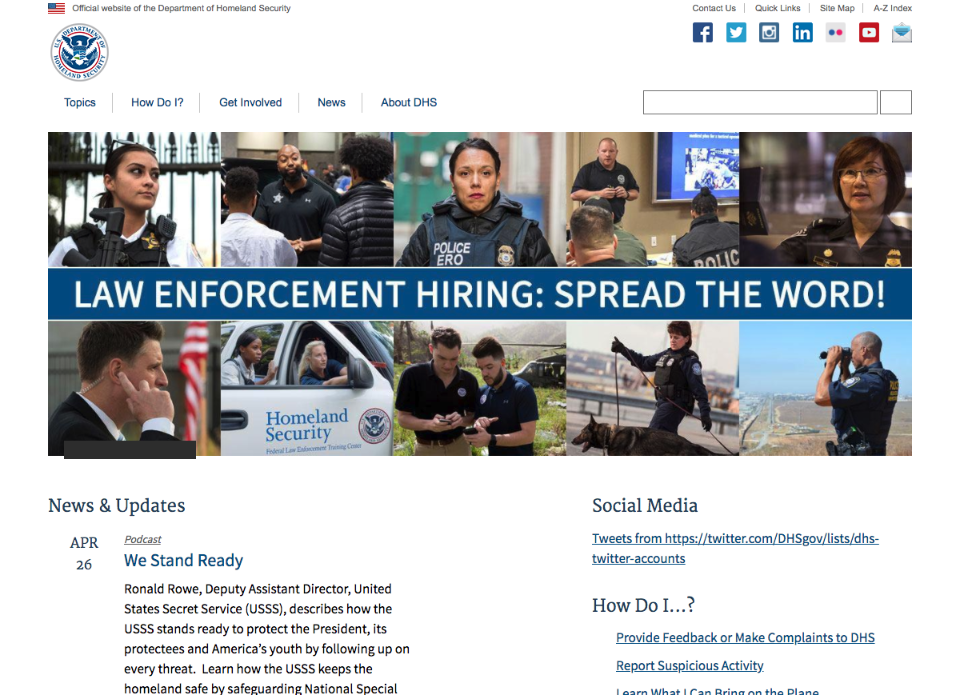 Official website of the Department of Homeland Security
Contact Us
Quick Links
Site Map
A-Z Index
U.S. DEPARTMENT OF HOMELAND SECURITY
Topics
How Do I?
Get Involved
News
About DHS
POLICE
ERO
POLIC
LAW ENFORCEMENT HIRING: SPREAD THE WORD!
Homeland
Security
Federal Law Enforcement Training Center
News & Updates
APR
26
Podcast
We Stand Ready
Ronald Rowe, Deputy Assistant Director, United
States Secret Service (USSS), describes how the
USSS stands ready to protect the President, its
protectees and America's youth by following up on
every threat.  Learn how the USSS keeps the
homeland safe by safeguarding National Special
Social Media
Tweets from https://twitter.com/DHSgov/lists/dhs-
twitter-accounts
How Do I...?
Provide Feedback or Make Complaints to DHS
Report Suspicious Activity
Learn What I Can Bring on the Plane